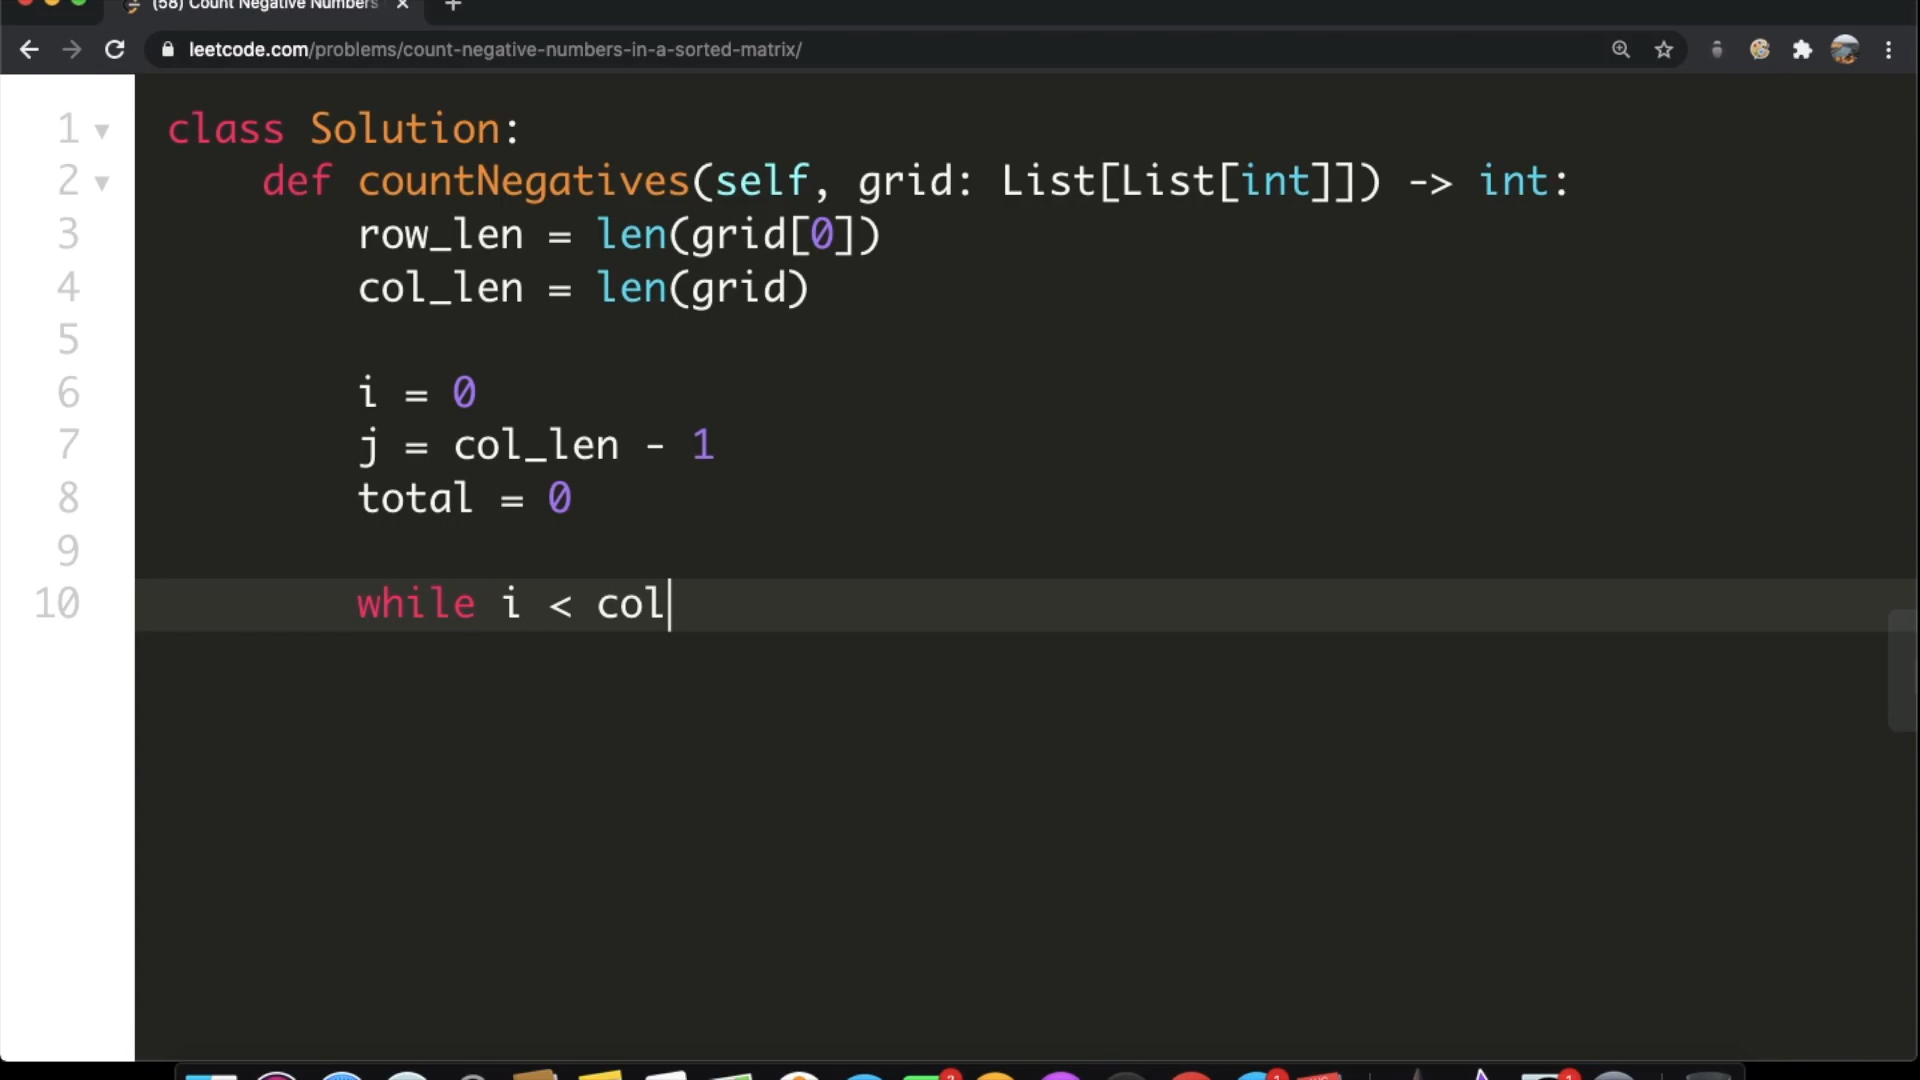 (58) Count Negative Numbers
leetcode.com/problems/count-negative-numbers-in-a-sorted-matrix/
1 class Solution:
2 def countNegatives(self, grid: List[List[int]]) -> int:
3 row_len = len(grid[0])
4 col_len = len(grid)
5
6 i = 0
7 j = col_len - 1
8 total = 0
9
10 while i < col